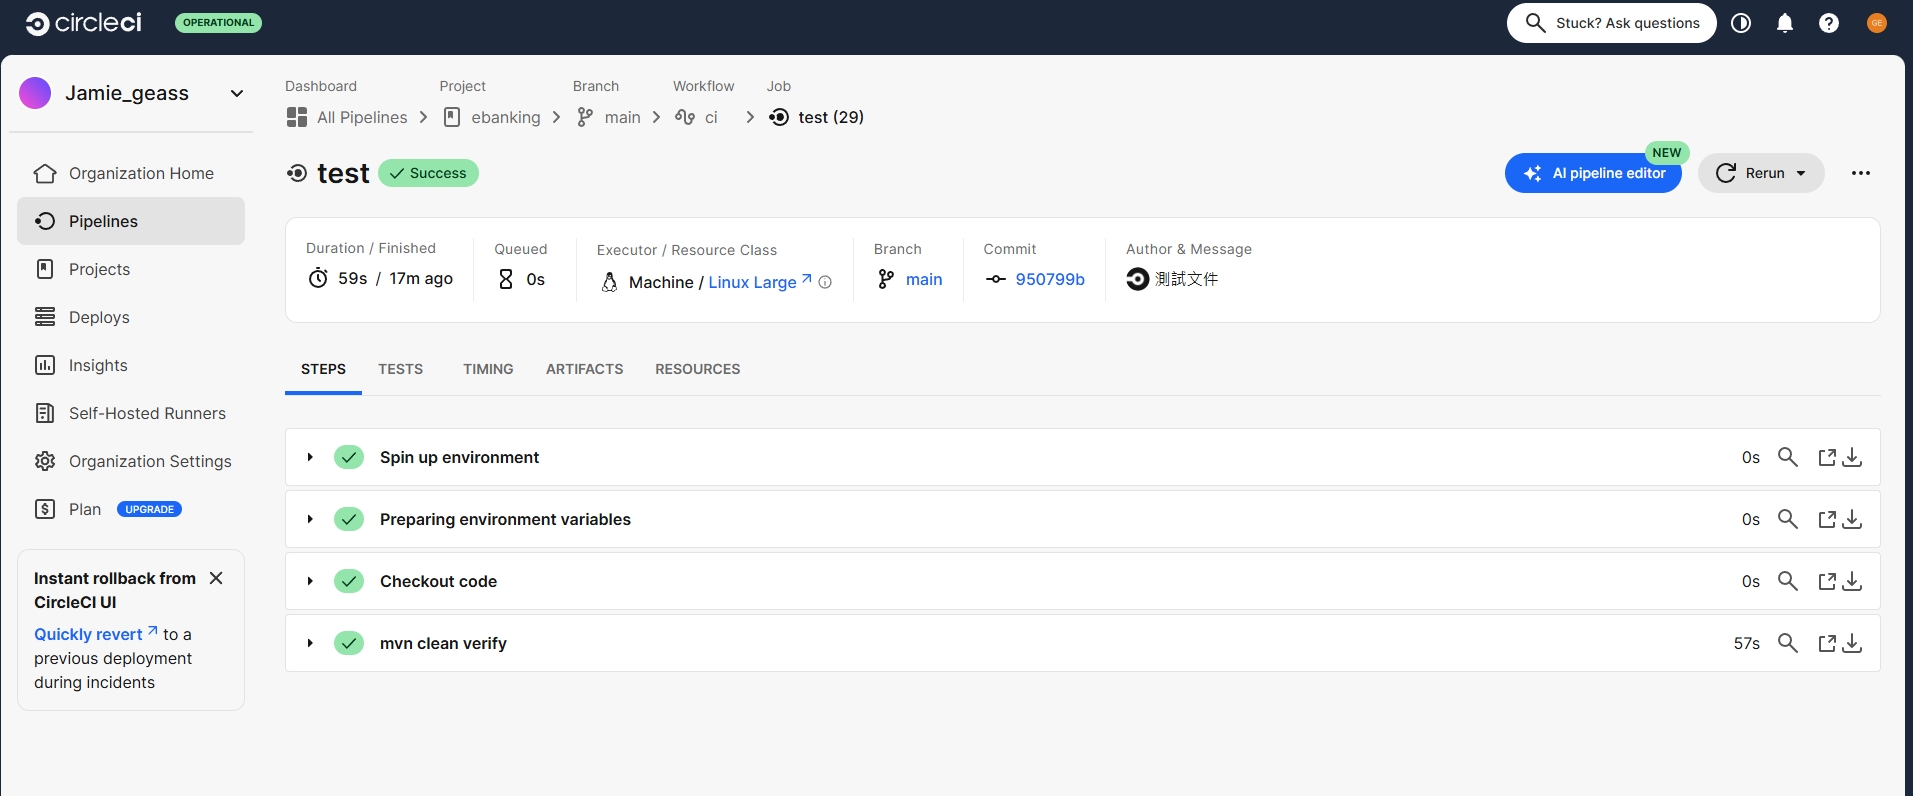 circleci
OPERATIONAL
Stuck? Ask questions
GE
Jamie_geass
Organization Home
Pipelines
Projects
Deploys
Insights
Self-Hosted Runners
Organization Settings
Plan UPGRADE
Instant rollback from
CircleCI UI
Quickly revert to a
previous deployment
during incidents
Dashboard Project Branch Workflow Job
All Pipelines ebanking main ci test (29)
test Success
NEW
AI pipeline editor Rerun
Duration / Finished Queued Executor / Resource Class Branch Commit Author & Message
59s / 17m ago 0s Machine / Linux Large main 950799b 測試文件
STEPS TESTS TIMING ARTIFACTS RESOURCES
Spin up environment 0s
Preparing environment variables 0s
Checkout code 0s
mvn clean verify 57s